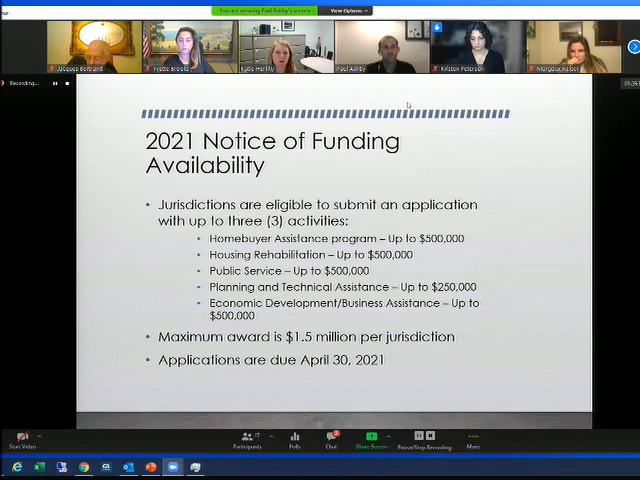 You are viewing Paul Ashby's screen
View Options
Jacques Bertrand
Yvette Brooks
Katie Herlihy
Paul Ashby
Kristen Petersen
Margaux Keiser
Recording...
2021 Notice of Funding
Availability
• Jurisdictions are eligible to submit an application
with up to three (3) activities:
• Homebuyer Assistance program – Up to $500,000
• Housing Rehabilitation – Up to $500,000
• Public Service – Up to $500,000
• Planning and Technical Assistance – Up to $250,000
• Economic Development/Business Assistance – Up to
$500,000
• Maximum award is $1.5 million per jurisdiction
• Applications are due April 30, 2021
Start Video
Participants
17
Polls
Chat
Share Screen
Pause/Stop Recording
More